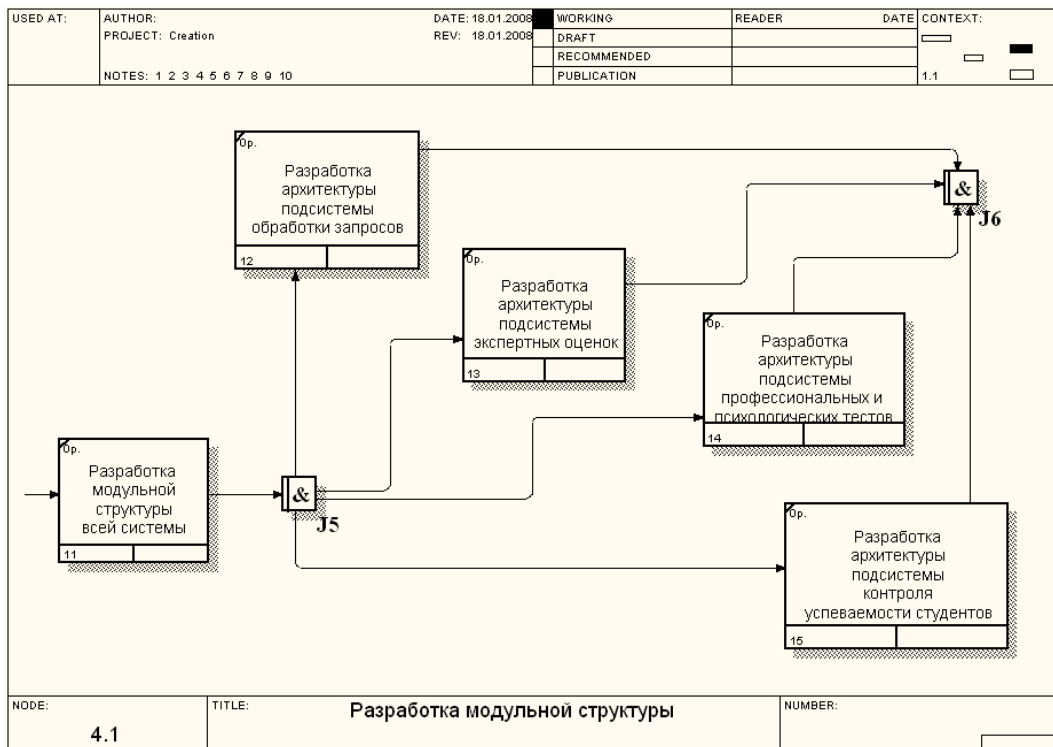 USED AT:
AUTHOR:
DATE: 18.01.2008
WORKING
READER
DATE
CONTEXT:
PROJECT: Creation
REV: 18.01.2008
DRAFT
RECOMMENDED
NOTES: 1 2 3 4 5 6 7 8 9 10
PUBLICATION
1.1
0р.
Разработка
архитектуры
подсистемы
обработки запросов
12
&
J6
0р.
Разработка
архитектуры
подсистемы
экспертных оценок
13
0р.
Разработка
архитектуры
подсистемы
профессиональных и
психологических тестов
14
0р.
Разработка
модульной
структуры
всей системы
11
&
J5
0р.
Разработка
архитектуры
подсистемы
контроля
успеваемости студентов
15
NODE:
4.1
TITLE:
Разработка модульной структуры
NUMBER: